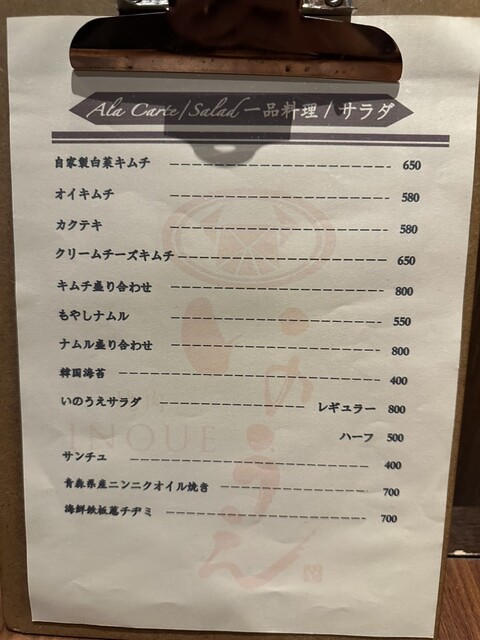 Ala Carte/Salad 一品料理 / サラダ
自家製白菜キムチ 650
オイキムチ 580
カクテキ 580
クリームチーズキムチ 650
キムチ盛り合わせ 800
もやしナムル 550
ナムル盛り合わせ 800
韓国海苔 400
いのうえサラダ レギュラー 800
ハーフ 500
サンチュ 400
青森県産ニンニクオイル焼き 700
海鮮鉄板葱チヂミ 700
INOUE